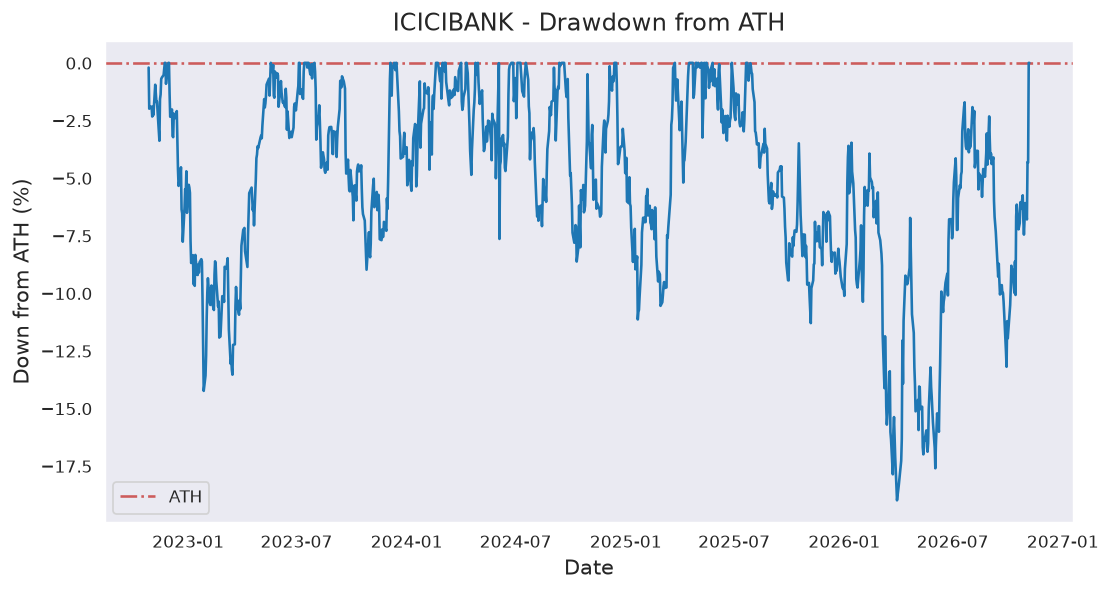 ICICIBANK - Drawdown from ATH
Down from ATH (%)
0.0
−2.5
−5.0
−7.5
−10.0
−12.5
−15.0
−17.5
ATH
2023-01 2023-07 2024-01 2024-07 2025-01 2025-07 2026-01 2026-07 2027-01
Date